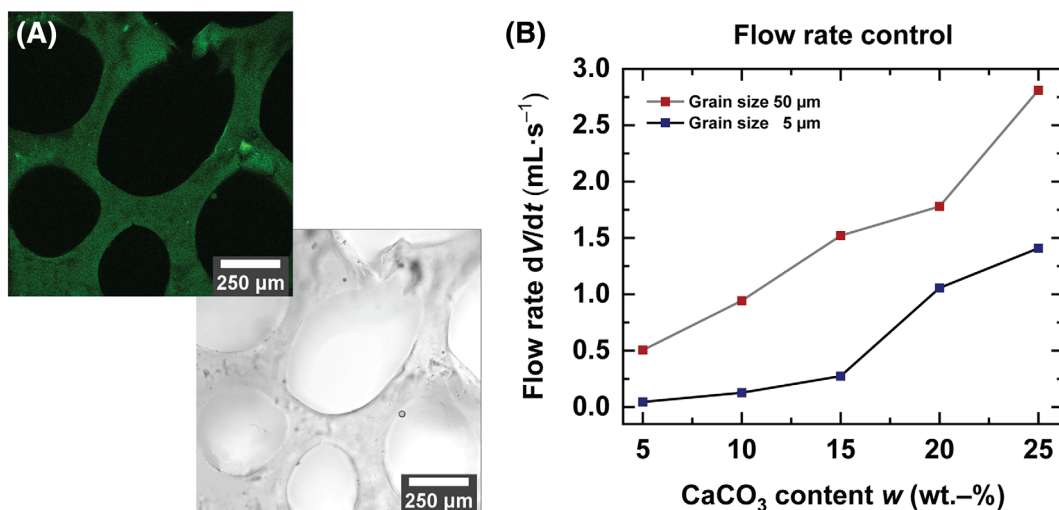 (A)
250 µm
250 µm
(B)
Flow rate control
Grain size 50 µm
Grain size 5 µm
Flow rate dV/dt (mL·s⁻¹)
3.0
2.5
2.0
1.5
1.0
0.5
0.0
5 10 15 20 25
CaCO₃ content w (wt.–%)